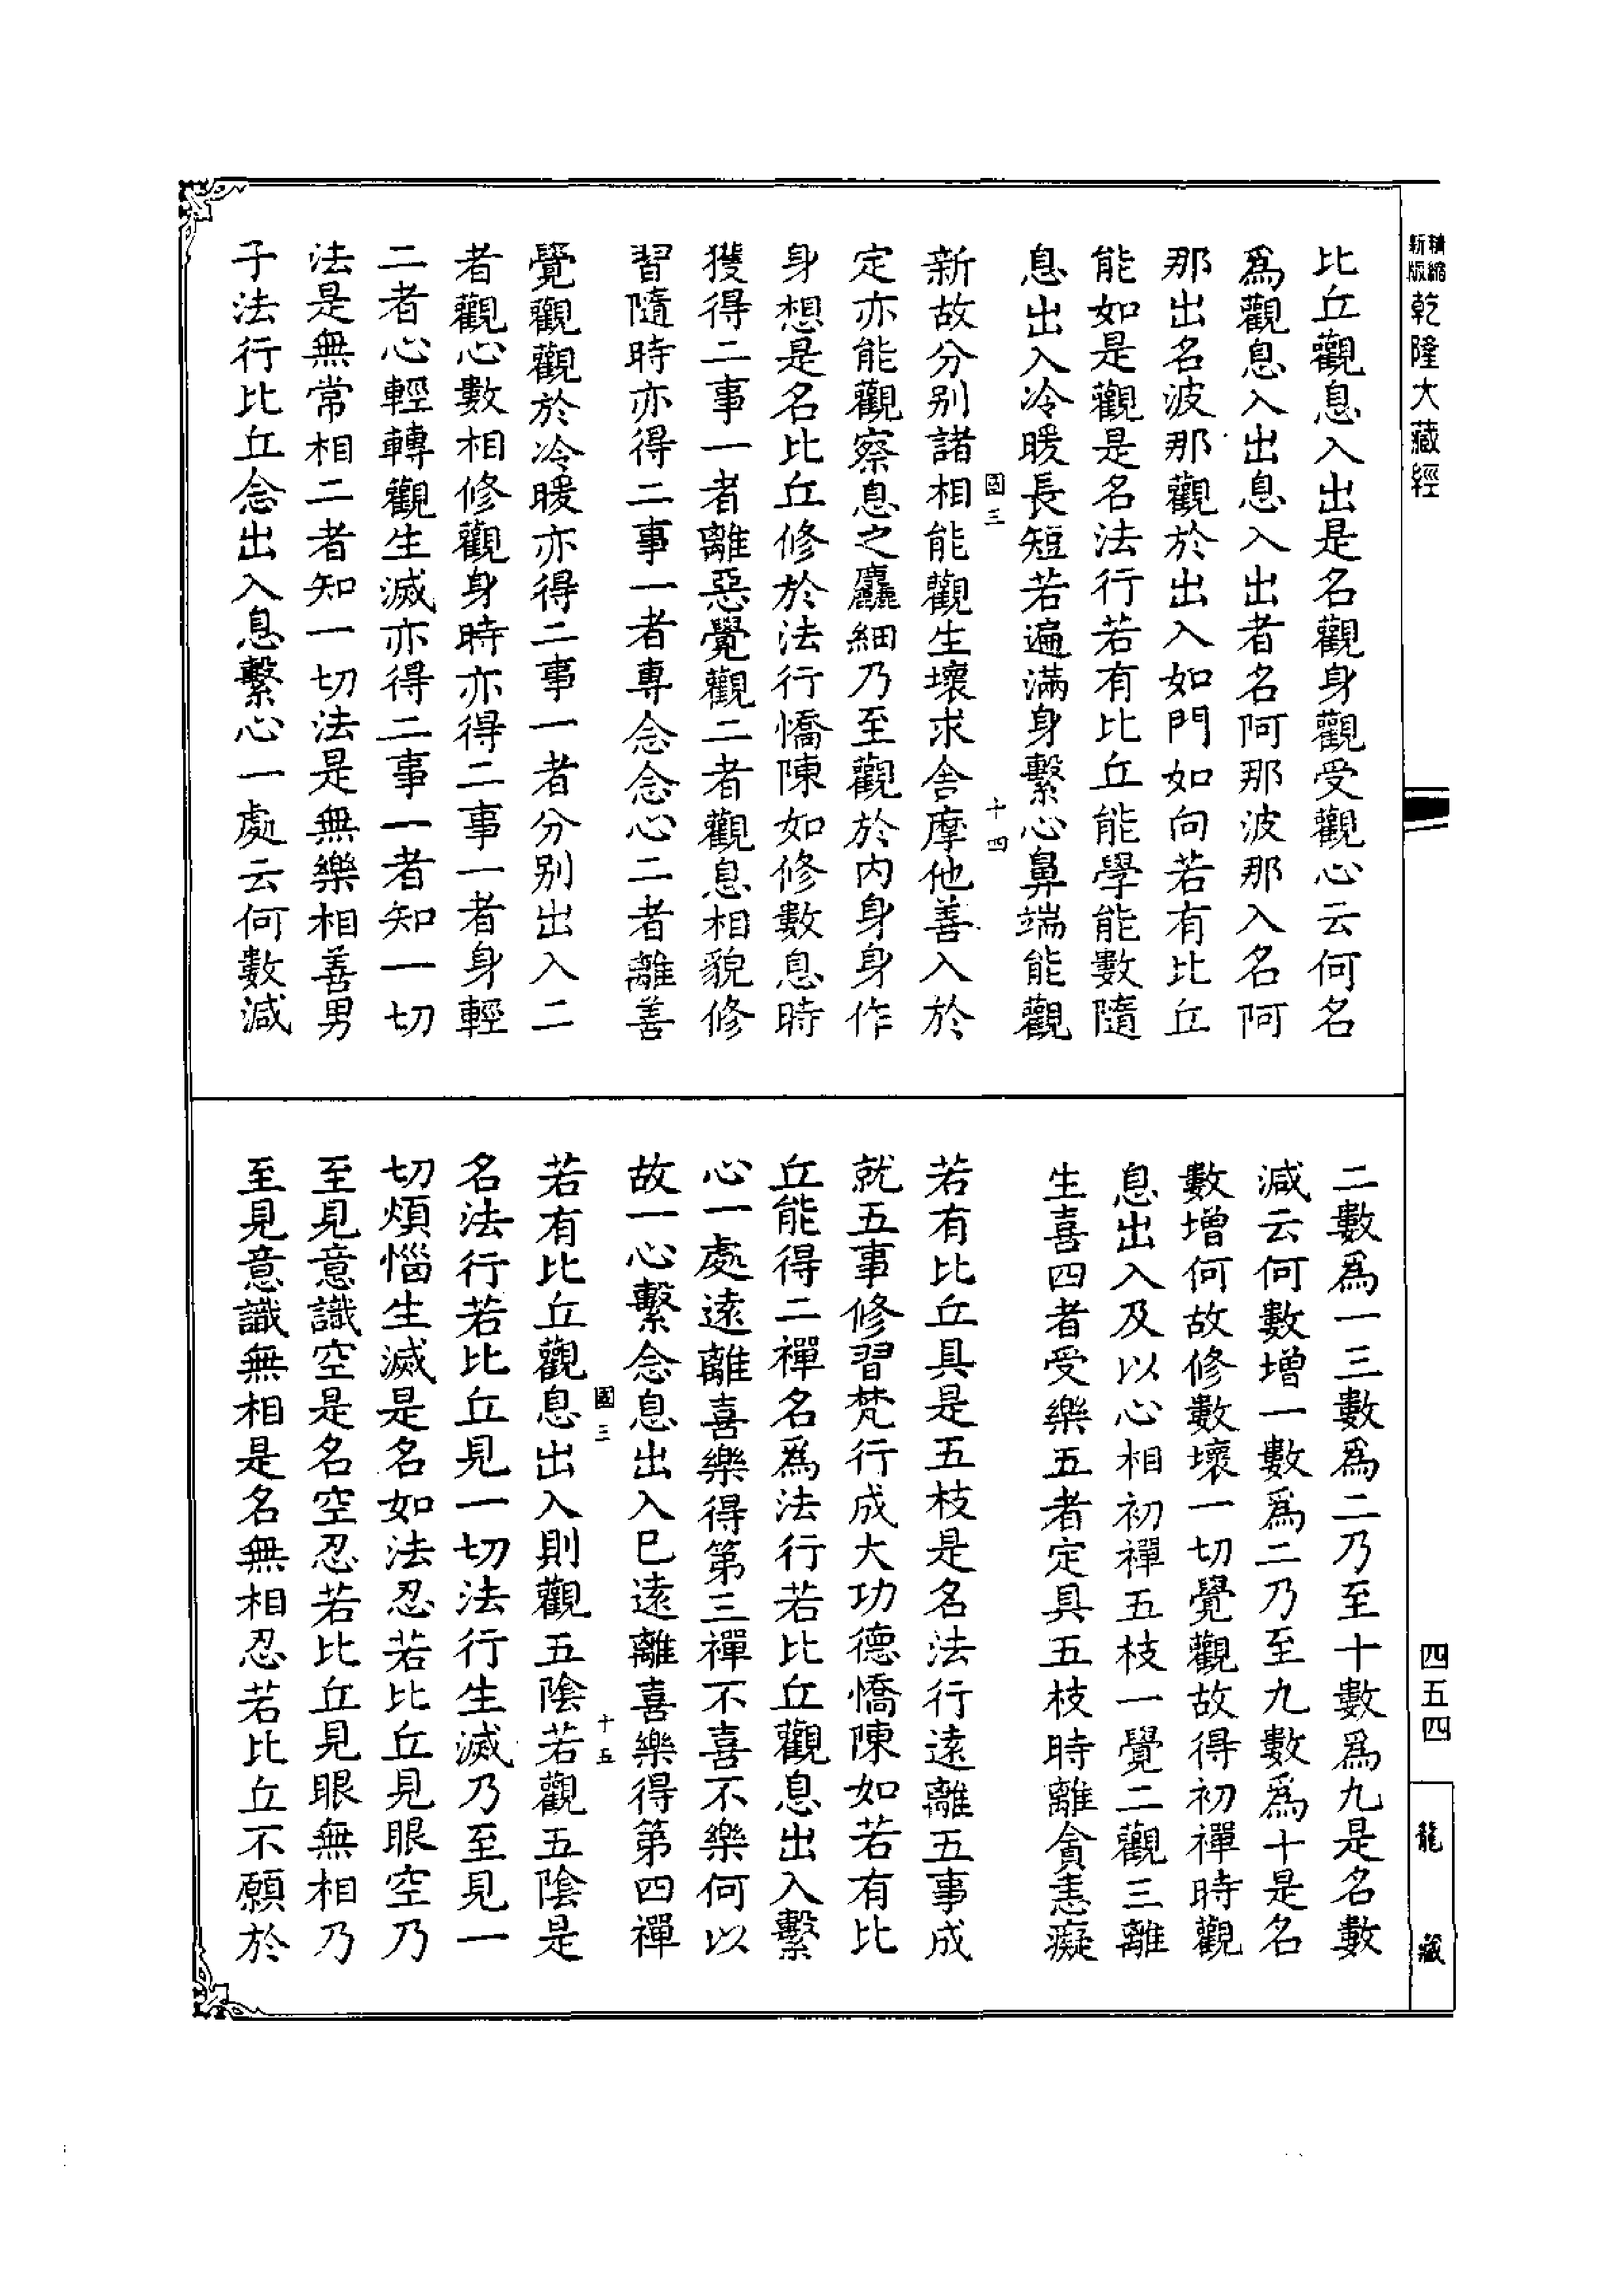 精縮新版乾隆大藏經
比丘觀息入出是名觀身觀受觀心云何名
爲觀息入出息入出者名阿那波那入名阿
那出名波那觀於出入如門如向若有比丘
能如是觀是名法行若有比丘能學能數隨
息出入冷暖長短若遍滿身繫心鼻端能觀
國三 十四
新故分别諸相能觀生壞求舍摩他善入於
定亦能觀察息之麤細乃至觀於内身身作
身想是名比丘修於法行憍陳如修數息時
獲得二事一者離惡覺觀二者觀息相貌修
習隨時亦得二事一者專念念心二者離善
覺觀觀於冷暖亦得二事一者分别出入二
者觀心數相修觀身時亦得二事一者身輕
二者心輕轉觀生滅亦得二事一者知一切
法是無常相二者知一切法是無樂相善男
子法行比丘念出入息繫心一處云何數減
二數爲一三數爲二乃至十數爲九是名數
減云何數增一數爲二乃至九數爲十是名
數增何故修數壞一切覺觀故得初禪時觀
息出入及以心相初禪五枝一覺二觀三離
生喜四者受樂五者定具五枝時離貪恚癡
若有比丘具是五枝是名法行遠離五事成
就五事修習梵行成大功德憍陳如若有比
丘能得二禪名爲法行若比丘觀息出入繫
心一處遠離喜樂得第三禪不喜不樂何以
故一心繫念息出入已遠離喜樂得第四禪
國三 十五
若有比丘觀息出入則觀五陰若觀五陰是
名法行若比丘見一切法行生滅乃至見一
切煩惱生滅是名如法忍若比丘見眼空乃
至見意識空是名空忍若比丘見眼無相乃
至見意識無相是名無相忍若比丘不願於
四五四
龍藏